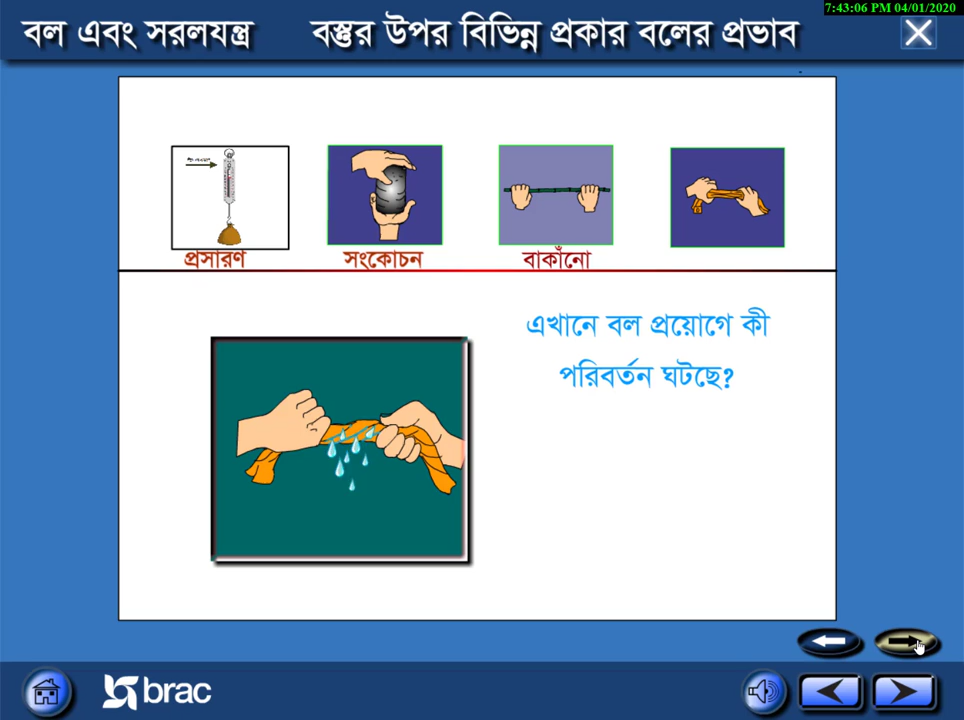 7:43:06 PM 04/01/2020
বল এবং সরলযন্ত্র
বস্তুর উপর বিভিন্ন প্রকার বলের প্রভাব
প্রসারণ
সংকোচন
বাকাঁনো
এখানে বল প্রয়োগে কী
পরিবর্তন ঘটছে?
brac